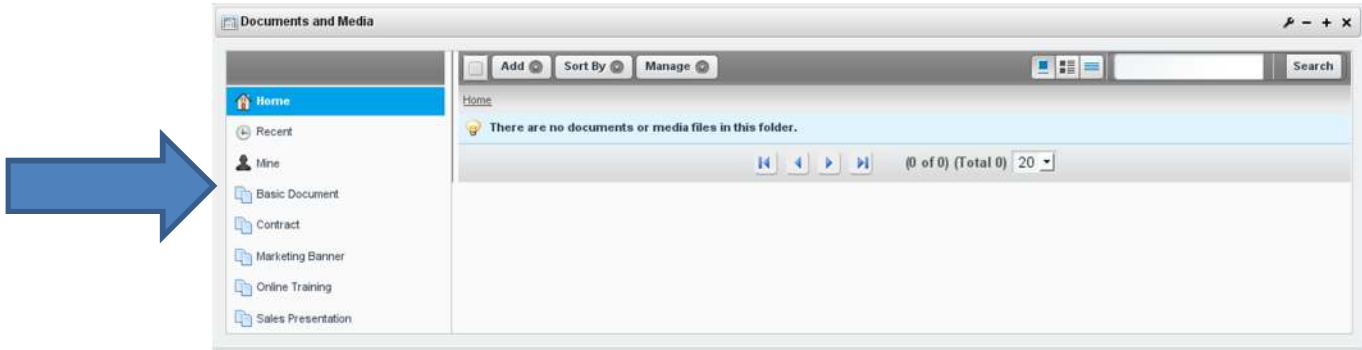 Documents and Media
Add Sort By Manage Search
Home
Recent
Mine
Basic Document
Contract
Marketing Banner
Online Training
Sales Presentation
Home
There are no documents or media files in this folder.
(0 of 0) (Total 0) 20